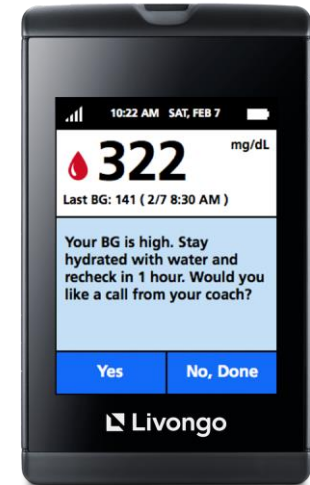 10:22 AM SAT, FEB 7
322 mg/dL
Last BG: 141 ( 2/7 8:30 AM )
Your BG is high. Stay
hydrated with water and
recheck in 1 hour. Would you
like a call from your coach?
Yes No, Done
Livongo